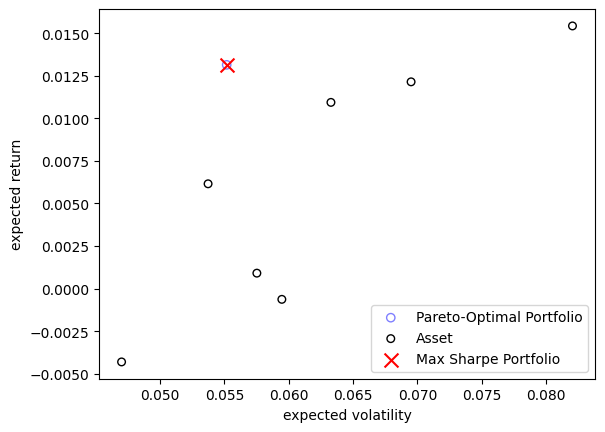 0.0150
0.0125
0.0100
0.0075
0.0050
0.0025
0.0000
−0.0025
−0.0050
expected return
0.050 0.055 0.060 0.065 0.070 0.075 0.080
expected volatility
Pareto-Optimal Portfolio
Asset
Max Sharpe Portfolio